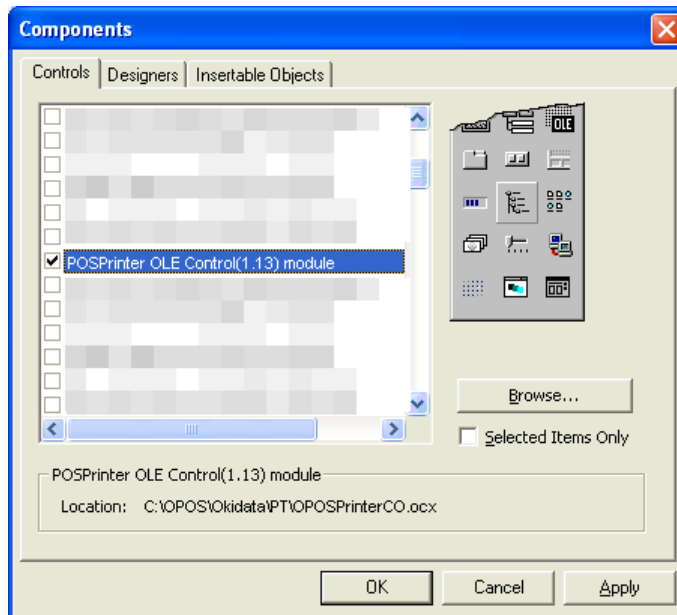 Components
Controls Designers Insertable Objects
OLE
POSPrinter OLE Control(1.13) module
Browse...
Selected Items Only
POSPrinter OLE Control(1.13) module
Location: C:\OPOS\Okidata\PT\OPOSPrinterCO.ocx
OK Cancel Apply